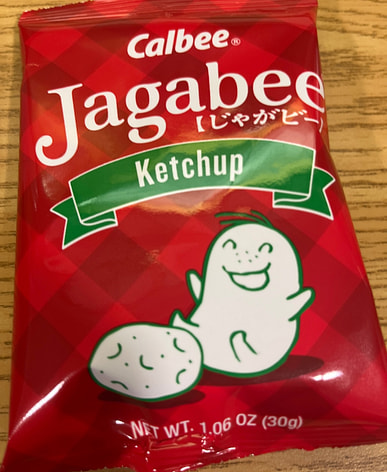 Calbee®
Jagabee
【じゃがビー
Ketchup
NET WT. 1.06 OZ (30g)